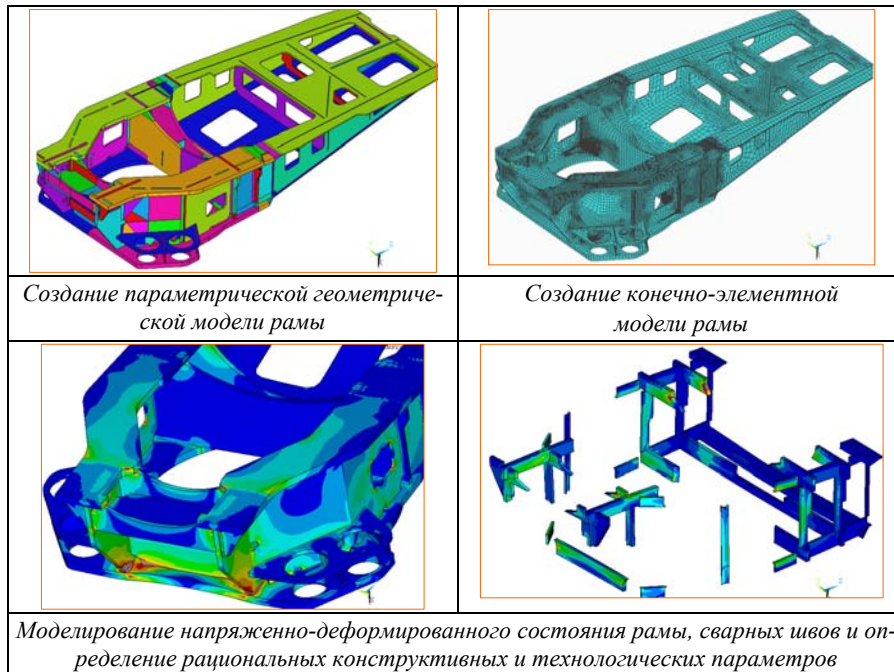 Создание параметрической геометриче-
ской модели рамы
Создание конечно-элементной
модели рамы
Моделирование напряженно-деформированного состояния рамы, сварных швов и оп-
ределение рациональных конструктивных и технологических параметров